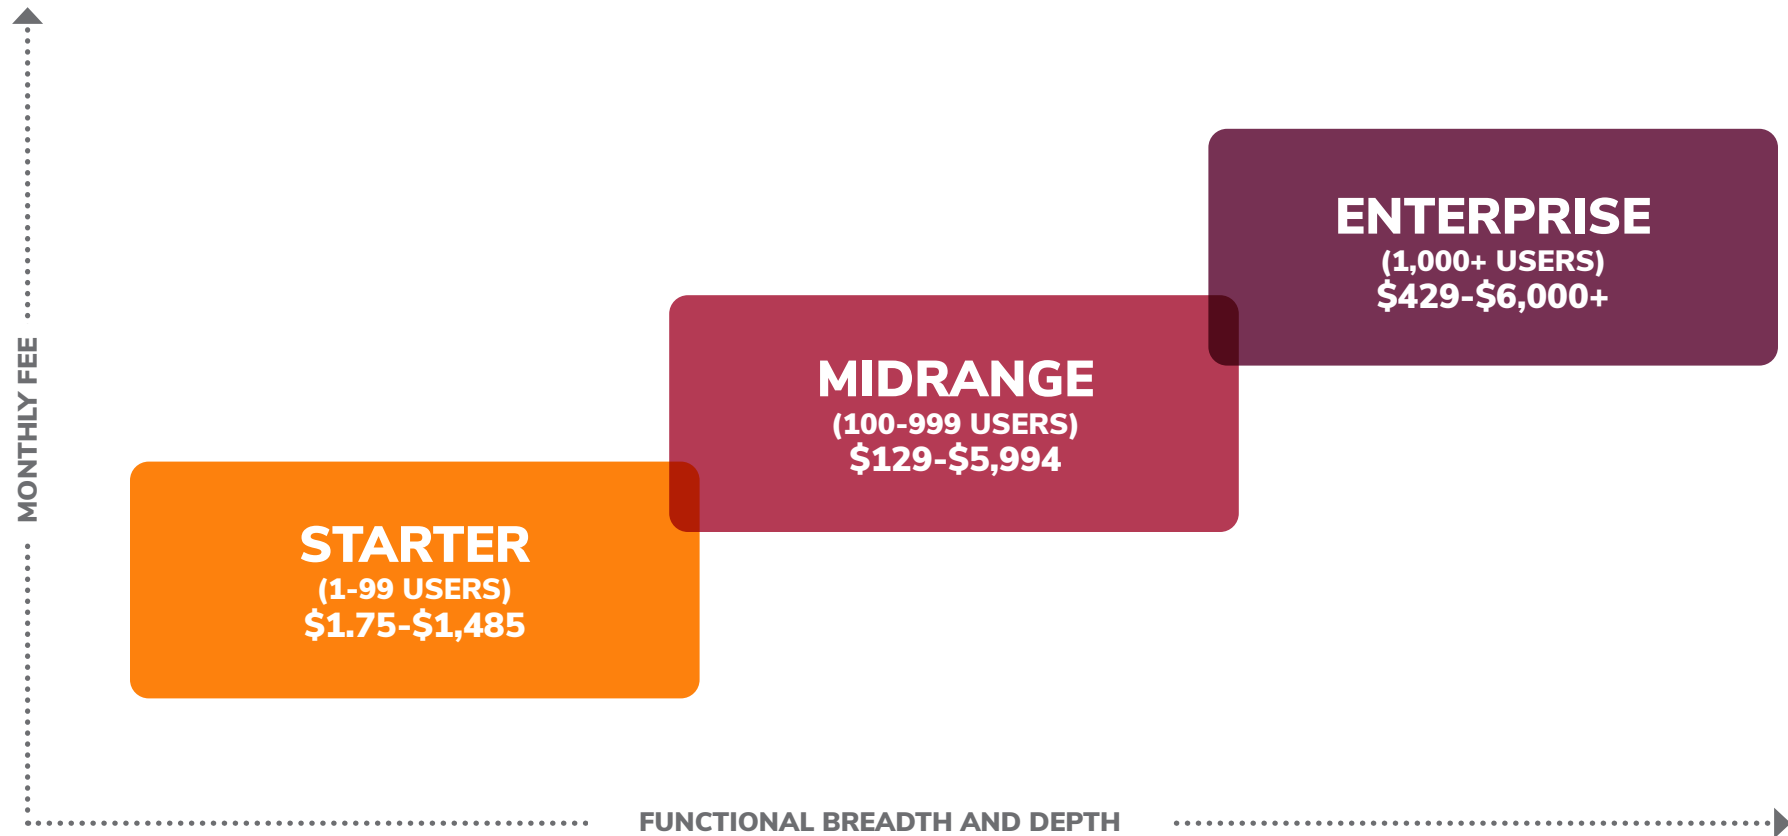 MONTHLY FEE
ENTERPRISE
(1,000+ USERS)
$429-$6,000+
MIDRANGE
(100-999 USERS)
$129-$5,994
STARTER
(1-99 USERS)
$1.75-$1,485
FUNCTIONAL BREADTH AND DEPTH